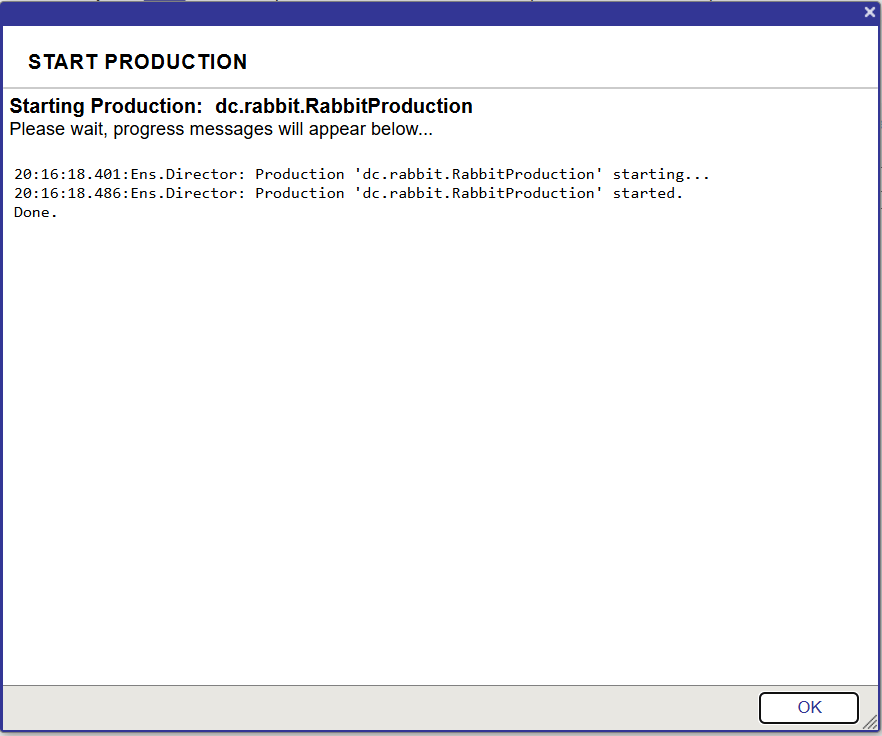 START PRODUCTION
Starting Production: dc.rabbit.RabbitProduction
Please wait, progress messages will appear below...
20:16:18.401:Ens.Director: Production 'dc.rabbit.RabbitProduction' starting...
20:16:18.486:Ens.Director: Production 'dc.rabbit.RabbitProduction' started.
Done.
OK